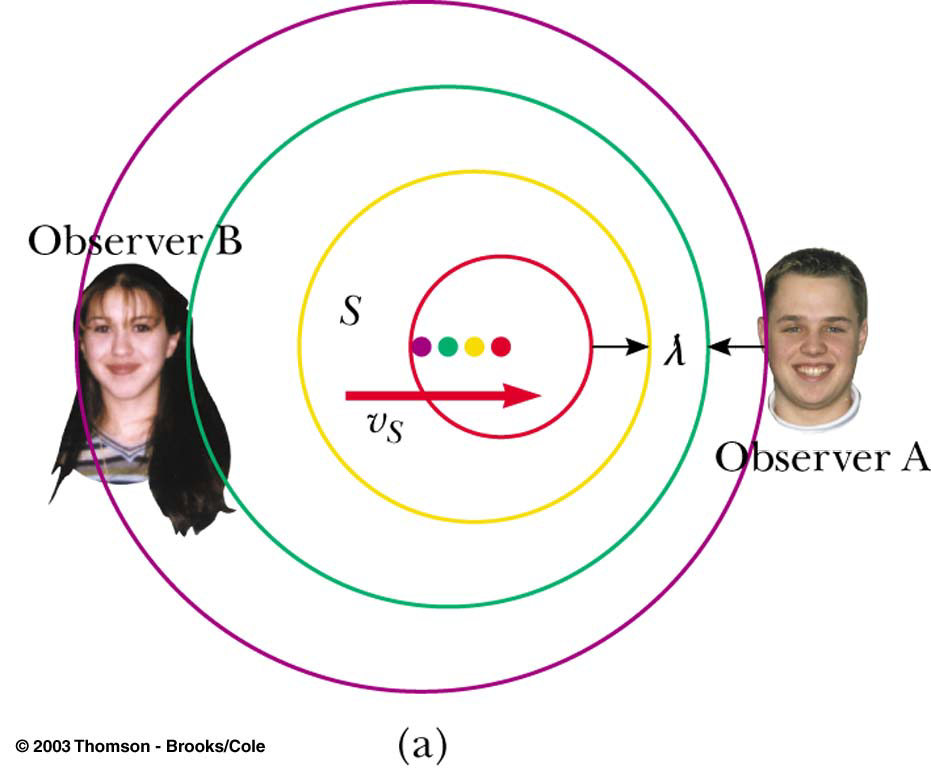 Observer B
S
λ′
v_S
Observer A
(a)
© 2003 Thomson - Brooks/Cole